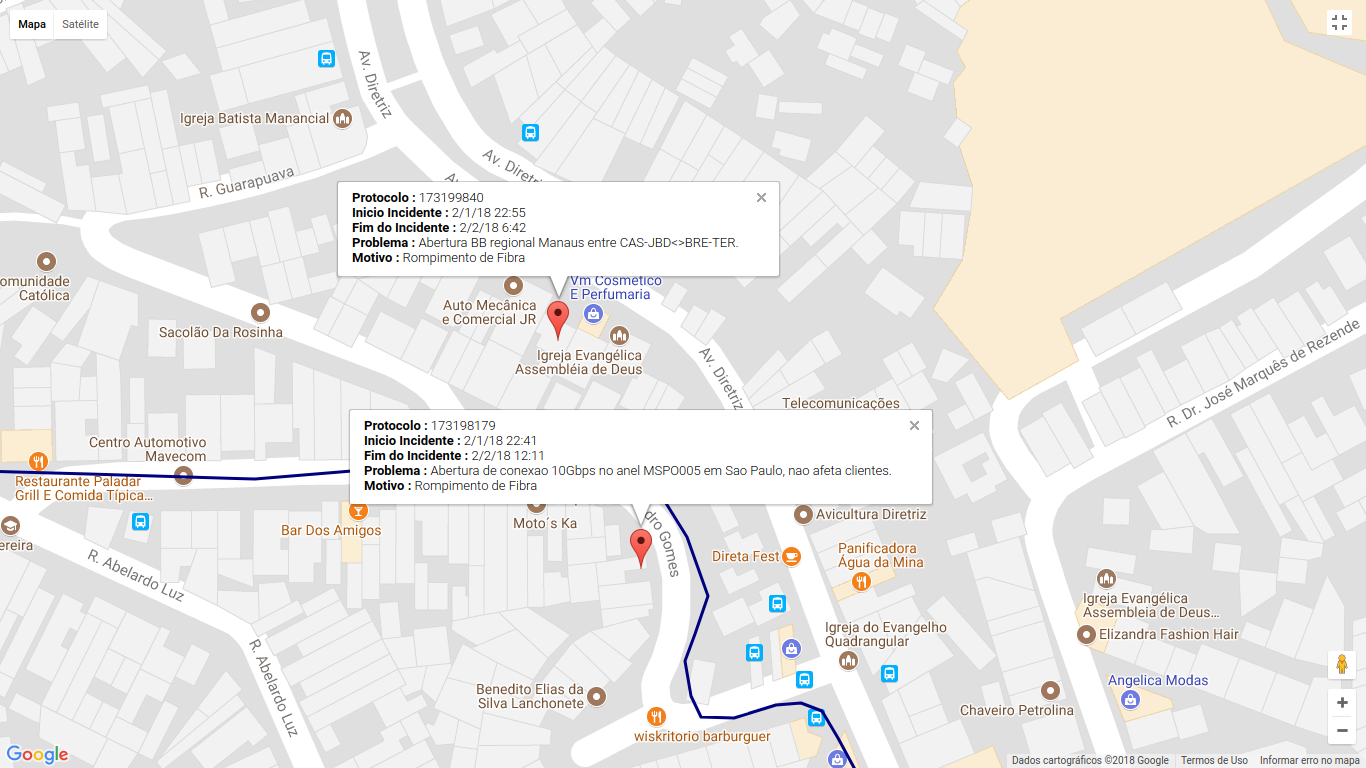 Mapa
Satélite
Av. Diretriz
Igreja Batista Manancial
R. Guarapuava
Av. Diretriz
Av.
Protocolo : 173199840
Inicio Incidente : 2/1/18 22:55
Fim do Incidente : 2/2/18 6:42
Problema : Abertura BB regional Manaus entre CAS-JBD<>BRE-TER.
Motivo : Rompimento de Fibra
omunidade
Católica
Sacolão Da Rosinha
Auto Mecânica
e Comercial JR
Vm Cosmetico
E Perfumaria
Igreja Evangélica
Assembléia de Deus
Av. Diretriz
R. Dr. José Marquês de Rezende
Telecomunicações
Protocolo : 173198179
Inicio Incidente : 2/1/18 22:41
Fim do Incidente : 2/2/18 12:11
Problema : Abertura de conexao 10Gbps no anel MSPO005 em Sao Paulo, nao afeta clientes.
Motivo : Rompimento de Fibra
Centro Automotivo
Mavecom
Restaurante Paladar
Grill E Comida Típica...
ereira
Bar Dos Amigos
Moto´s Ka
dro Gomes
Avicultura Diretriz
Direta Fest
Panificadora
Água da Mina
R. Abelardo Luz
R. Abelardo Luz
Igreja Evangélica
Assembleia de Deus...
Elizandra Fashion Hair
Igreja do Evangelho
Quadrangular
Benedito Elias da
Silva Lanchonete
wiskritorio barburguer
Angelica Modas
Chaveiro Petrolina
Google
Dados cartográficos ©2018 Google
Termos de Uso
Informar erro no mapa